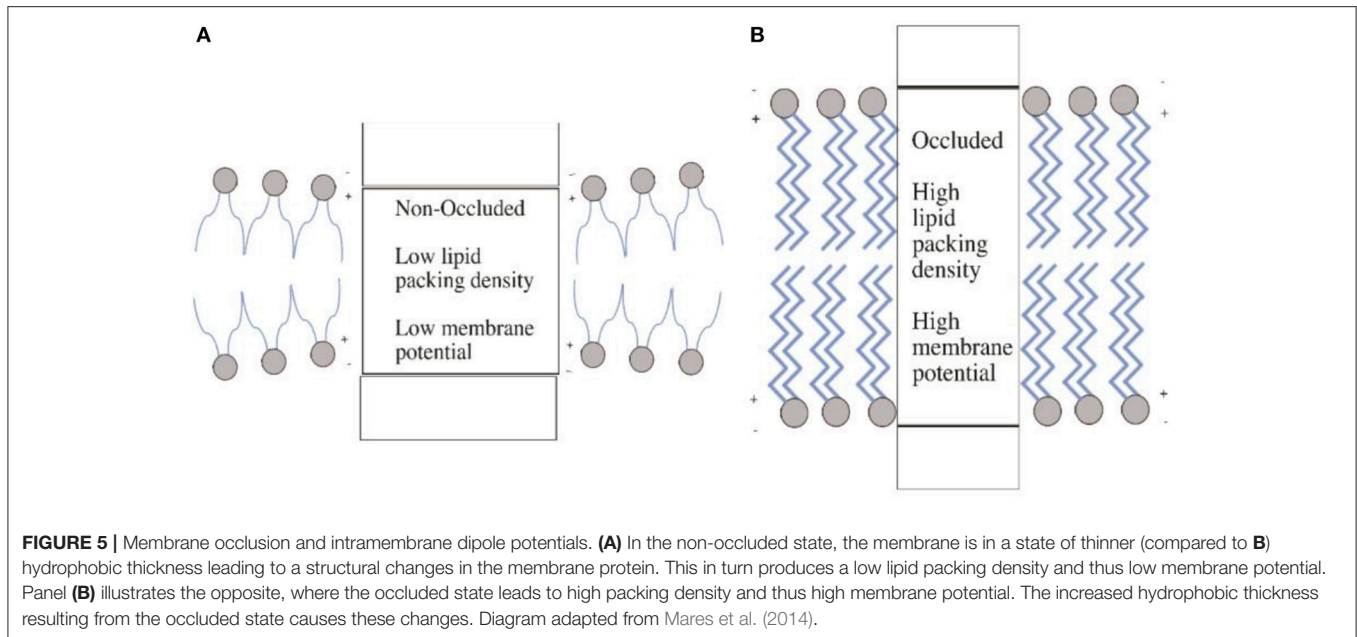 A
B
-
+
-
+
-
+
-
+
Non-Occluded
Low lipid
packing density
Low membrane
potential
Occluded
High
lipid
packing
density
High
membrane
potential
+
-
+
-
+
-
+
-
FIGURE 5 | Membrane occlusion and intramembrane dipole potentials. (A) In the non-occluded state, the membrane is in a state of thinner (compared to B)
hydrophobic thickness leading to a structural changes in the membrane protein. This in turn produces a low lipid packing density and thus low membrane potential.
Panel (B) illustrates the opposite, where the occluded state leads to high packing density and thus high membrane potential. The increased hydrophobic thickness
resulting from the occluded state causes these changes. Diagram adapted from Mares et al. (2014).